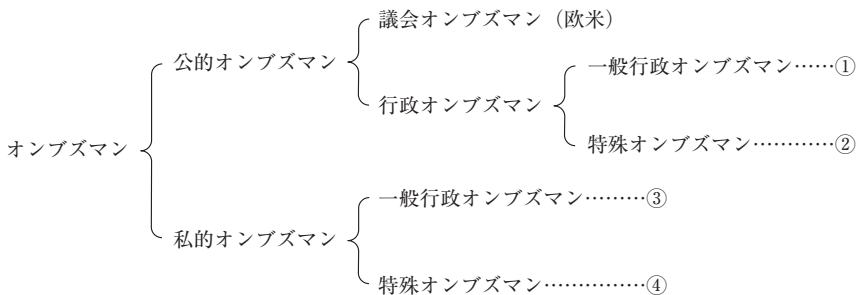 議会オンブズマン（欧米）
公的オンブズマン
一般行政オンブズマン……①
行政オンブズマン
特殊オンブズマン…………②
オンブズマン
一般行政オンブズマン………③
私的オンブズマン
特殊オンブズマン……………④